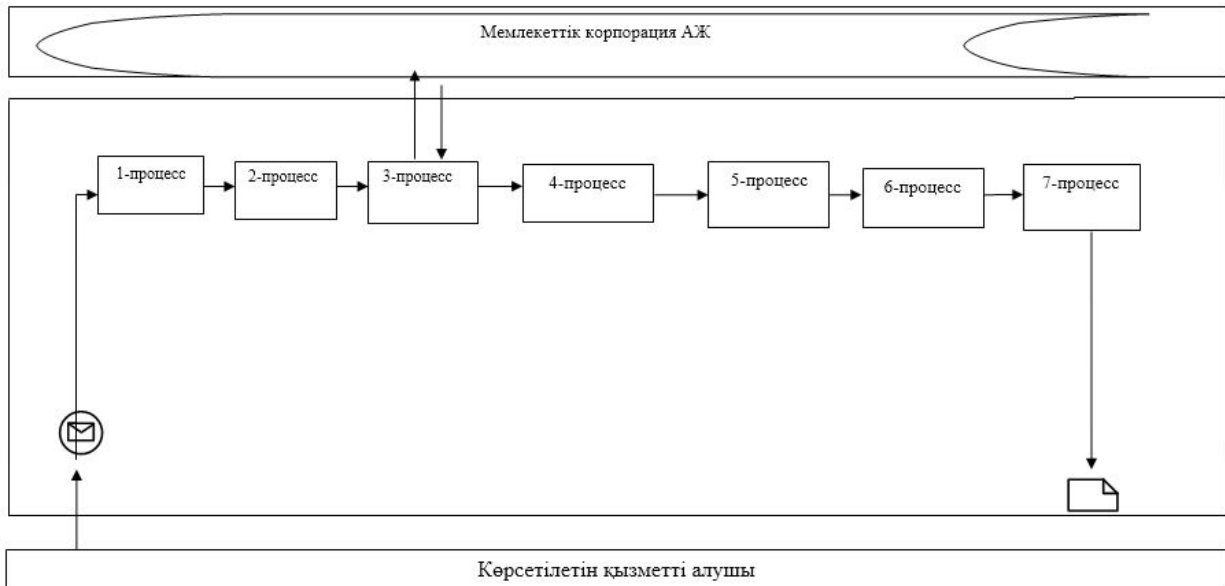 Мемлекеттік корпорация АЖ
1-процесс
2-процесс
3-процесс
4-процесс
5-процесс
6-процесс
7-процесс
Көрсетілетін қызметті алушы